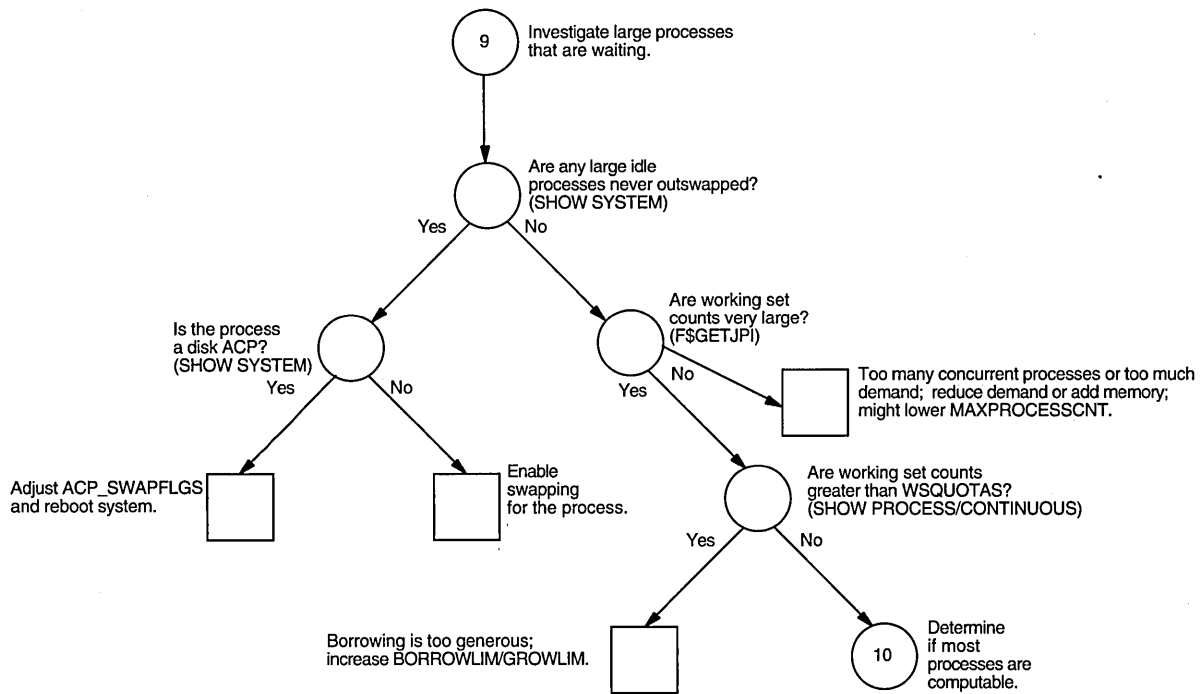 9
Investigate large processes
that are waiting.
Are any large idle
processes never outswapped?
(SHOW SYSTEM)
Yes
No
Is the process
a disk ACP?
(SHOW SYSTEM)
Yes
No
Are working set
counts very large?
(F$GETJPI)
Yes
No
Too many concurrent processes or too much
demand; reduce demand or add memory;
might lower MAXPROCESSCNT.
Adjust ACP_SWAPFLGS
and reboot system.
Enable
swapping
for the process.
Are working set counts
greater than WSQUOTAS?
(SHOW PROCESS/CONTINUOUS)
Yes
No
Borrowing is too generous;
increase BORROWLIM/GROWLIM.
10
Determine
if most
processes are
computable.